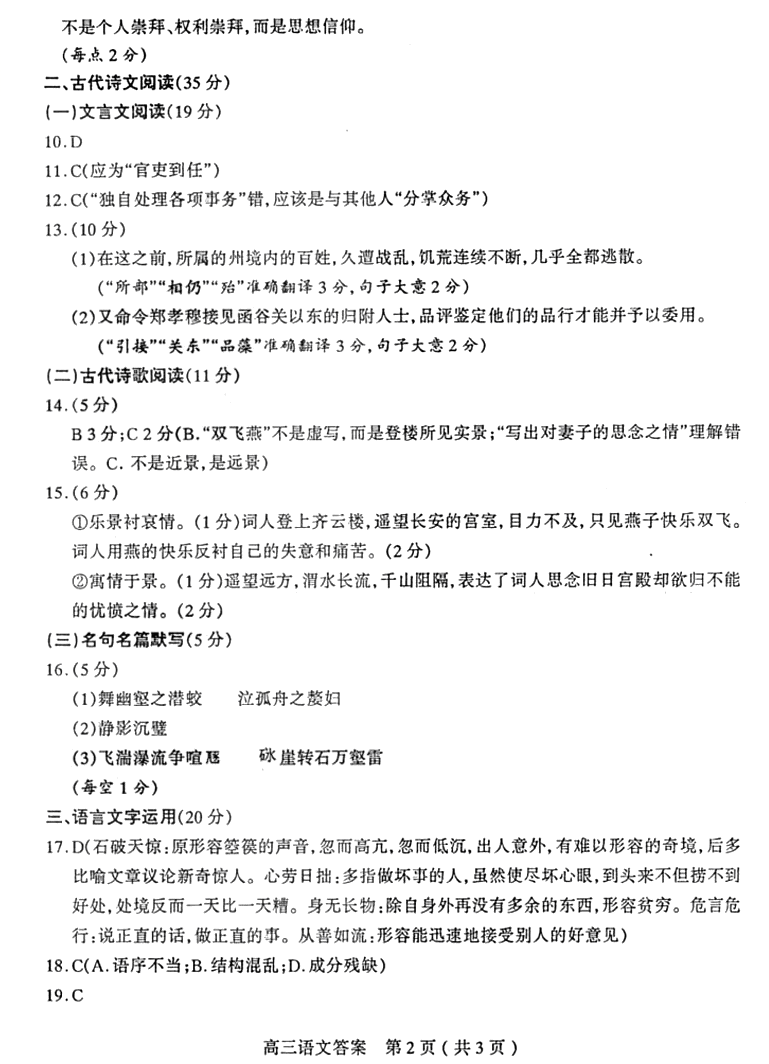 不是个人崇拜、权利崇拜,而是思想信仰。
(每点2分)
二、古代诗文阅读(35分)
(一)文言文阅读(19分)
10.D
11.C(应为“官吏到任”)
12.C(“独自处理各项事务”错,应该是与其他人“分掌众务”)
13.(10分)
(1)在这之前,所属的州境内的百姓,久遭战乱,饥荒连续不断,几乎全都逃散。
(“所部”“相仍”“殆”准确翻译3分,句子大意2分)
(2)又命令郑孝穆接见函谷关以东的归附人士,品评鉴定他们的品行才能并予以委用。
(“引接”“关东”“品藻”准确翻译3分,句子大意2分)
(二)古代诗歌阅读(11分)
14.(5分)
B3分;C2分(B.“双飞燕”不是虚写,而是登楼所见实景;“写出对妻子的思念之情”理解错
误。C.不是近景,是远景)
15.(6分)
①乐景衬哀情。(1分)词人登上齐云楼,遥望长安的宫室,目力不及,只见燕子快乐双飞。
词人用燕的快乐反衬自己的失意和痛苦。(2分)
②寓情于景。(1分)遥望远方,渭水长流,千山阻隔,表达了词人思念旧日宫殿却欲归不能
的忧愤之情。(2分)
(三)名句名篇默写(5分)
16.(5分)
(1)舞幽壑之潜蛟 泣孤舟之嫠妇
(2)静影沉璧
(3)飞湍瀑流争喧豗 砯崖转石万壑雷
(每空1分)
三、语言文字运用(20分)
17.D(石破天惊:原形容箜篌的声音,忽而高亢,忽而低沉,出人意外,有难以形容的奇境,后多
比喻文章议论新奇惊人。心劳日拙:多指做坏事的人,虽然使尽坏心眼,到头来不但捞不到
好处,处境反而一天比一天糟。身无长物:除自身外再没有多余的东西,形容贫穷。危言危
行:说正直的话,做正直的事。从善如流:形容能迅速地接受别人的好意见)
18.C(A.语序不当;B.结构混乱;D.成分残缺)
19.C
高三语文答案 第2页(共3页)